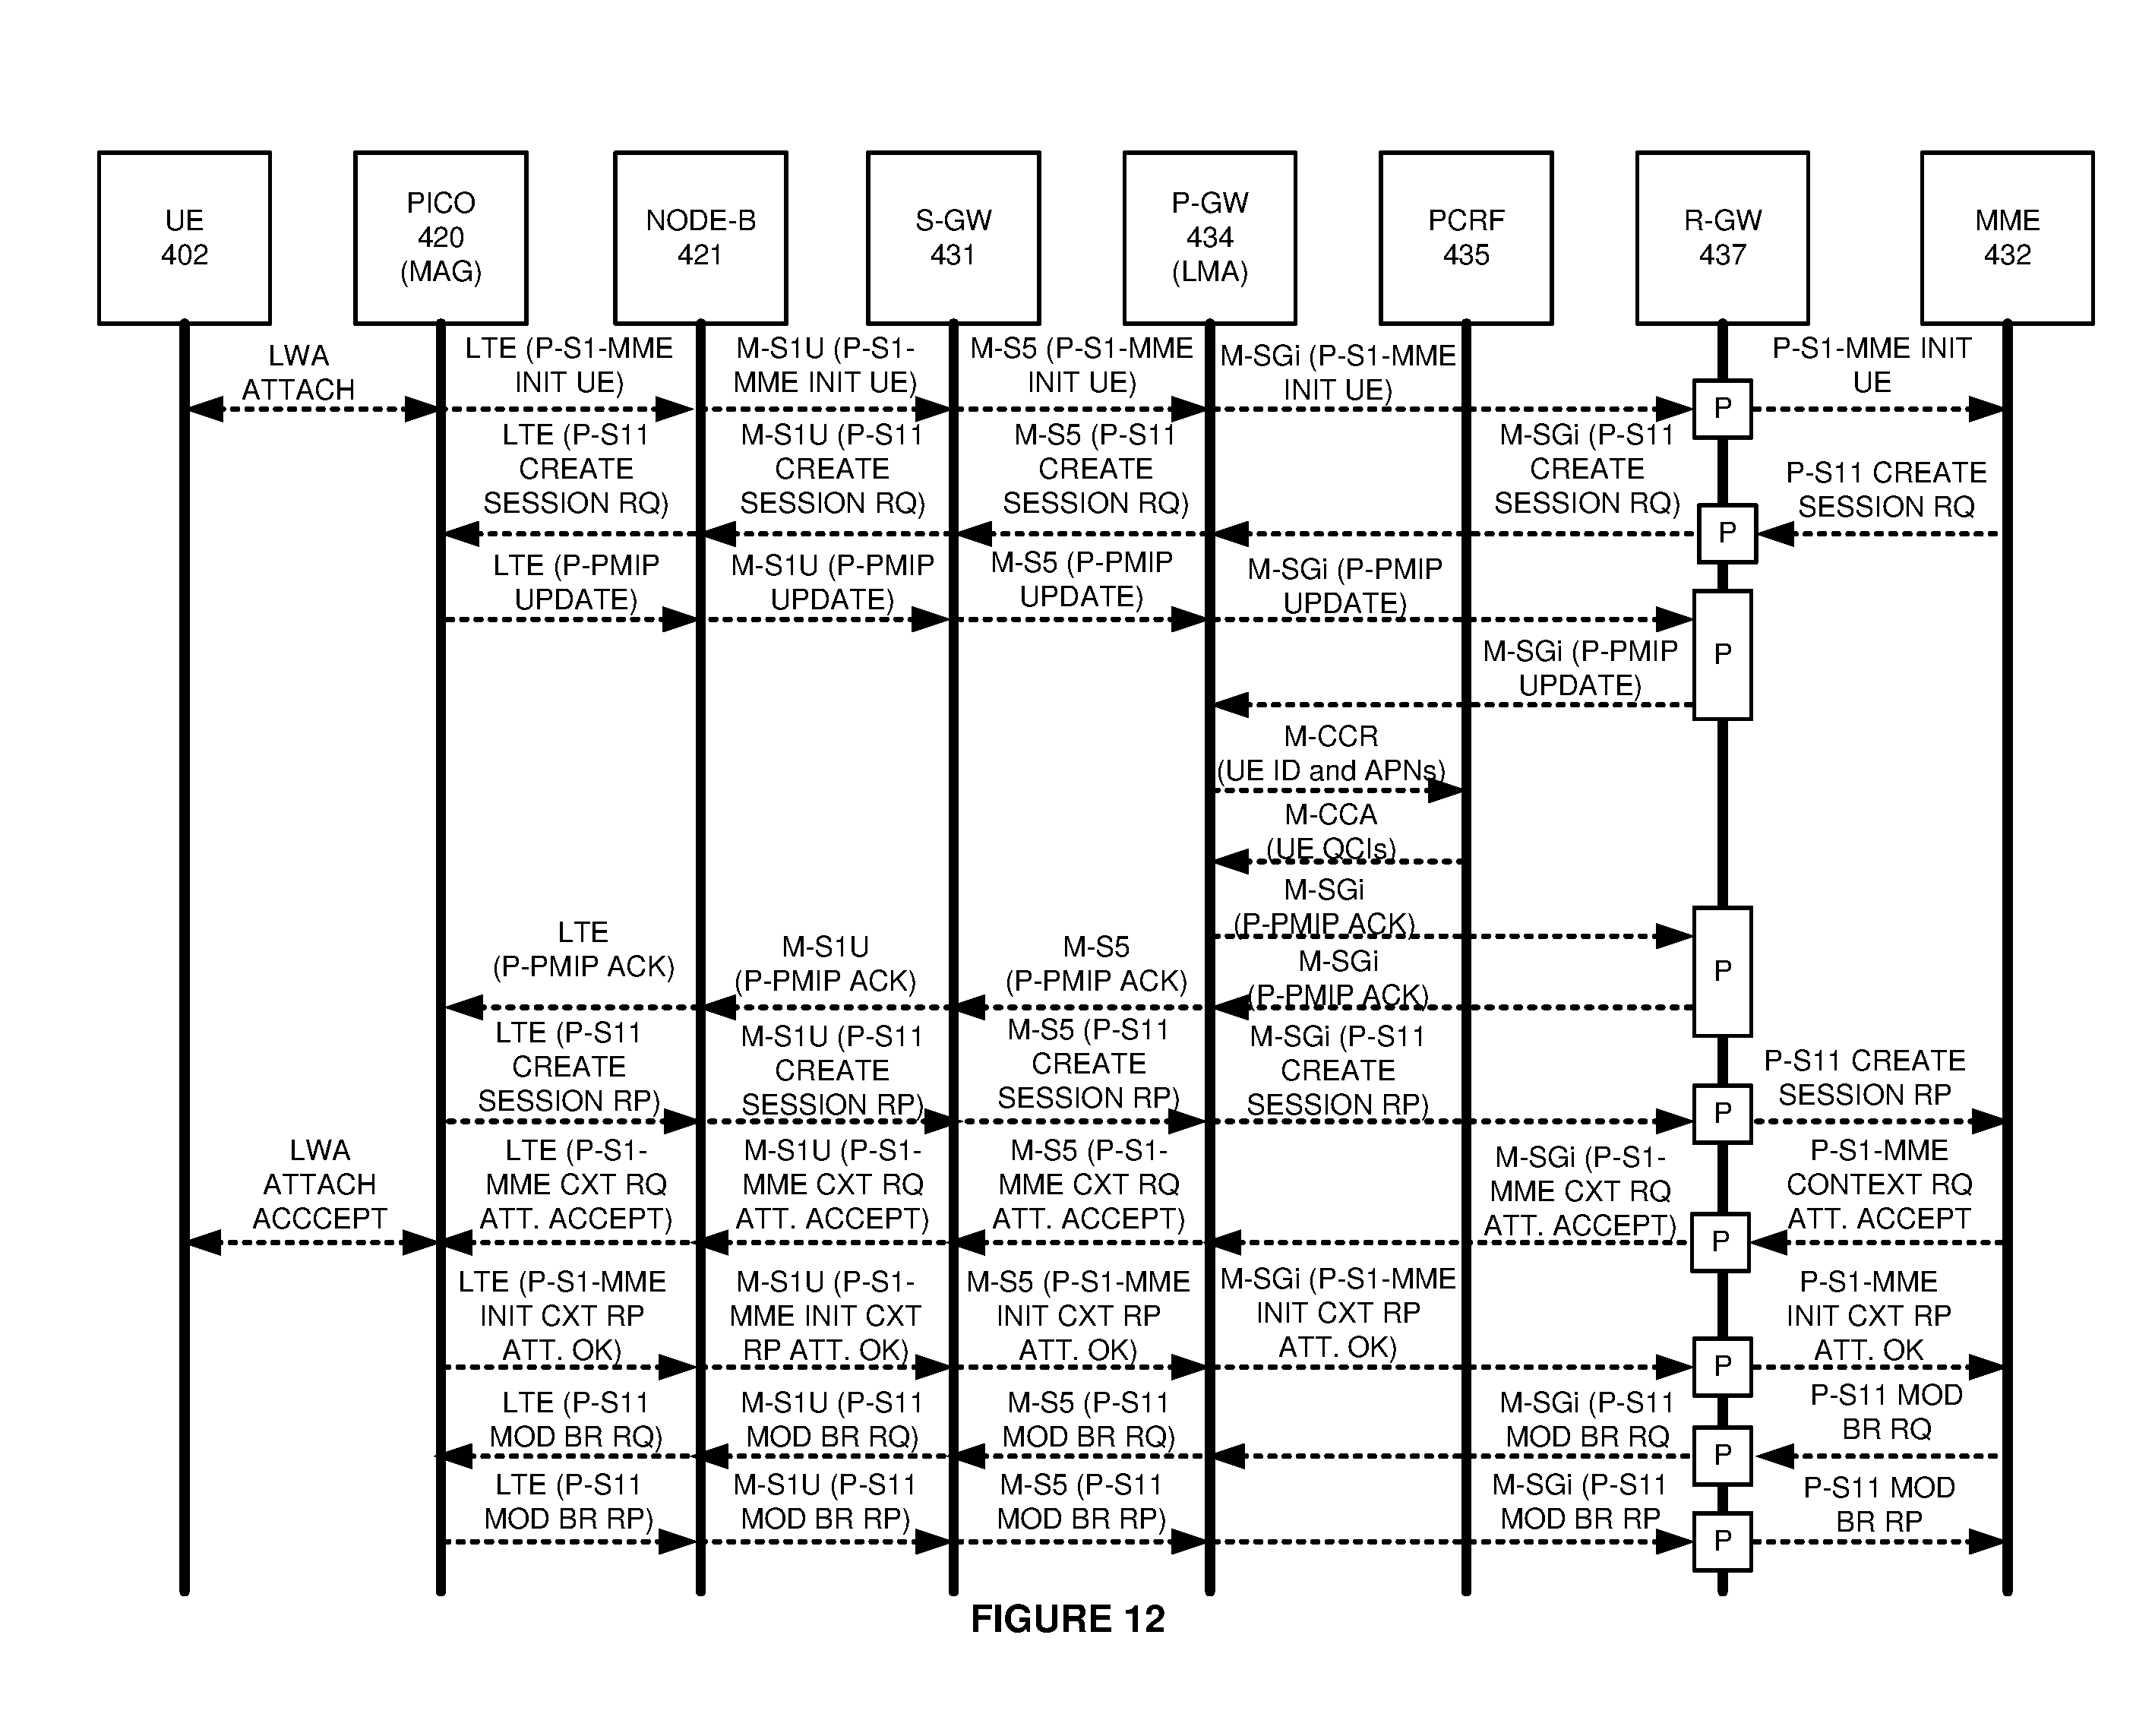 UE
402
PICO
420
(MAG)
NODE-B
421
S-GW
431
P-GW
434
(LMA)
PCRF
435
R-GW
437
MME
432
LWA
ATTACH
LTE (P-S1-MME
INIT UE)
M-S1U (P-S1-
MME INIT UE)
M-S5 (P-S1-MME
INIT UE)
M-SGi (P-S1-MME
INIT UE)
P
P-S1-MME INIT
UE
LTE (P-S11
CREATE
SESSION RQ)
M-S1U (P-S11
CREATE
SESSION RQ)
M-S5 (P-S11
CREATE
SESSION RQ)
M-SGi (P-S11
CREATE
SESSION RQ)
P
P-S11 CREATE
SESSION RQ
LTE (P-PMIP
UPDATE)
M-S1U (P-PMIP
UPDATE)
M-S5 (P-PMIP
UPDATE)
M-SGi (P-PMIP
UPDATE)
M-SGi (P-PMIP
UPDATE)
P
M-CCR
(UE ID and APNs)
M-CCA
(UE QCIs)
M-SGi
(P-PMIP ACK)
LTE
(P-PMIP ACK)
M-S1U
(P-PMIP ACK)
M-S5
(P-PMIP ACK)
M-SGi
(P-PMIP ACK)
P
LTE (P-S11
CREATE
SESSION RP)
M-S1U (P-S11
CREATE
SESSION RP)
M-S5 (P-S11
CREATE
SESSION RP)
M-SGi (P-S11
CREATE
SESSION RP)
P
P-S11 CREATE
SESSION RP
LWA
ATTACH
ACCCEPT
LTE (P-S1-
MME CXT RQ
ATT. ACCEPT)
M-S1U (P-S1-
MME CXT RQ
ATT. ACCEPT)
M-S5 (P-S1-
MME CXT RQ
ATT. ACCEPT)
M-SGi (P-S1-
MME CXT RQ
ATT. ACCEPT)
P
P-S1-MME
CONTEXT RQ
ATT. ACCEPT
LTE (P-S1-MME
INIT CXT RP
ATT. OK)
M-S1U (P-S1-
MME INIT CXT
RP ATT. OK)
M-S5 (P-S1-MME
INIT CXT RP
ATT. OK)
M-SGi (P-S1-MME
INIT CXT RP
ATT. OK)
P
P-S1-MME
INIT CXT RP
ATT. OK
LTE (P-S11
MOD BR RQ)
M-S1U (P-S11
MOD BR RQ)
M-S5 (P-S11
MOD BR RQ)
M-SGi (P-S11
MOD BR RQ
P
P-S11 MOD
BR RQ
LTE (P-S11
MOD BR RP)
M-S1U (P-S11
MOD BR RP)
M-S5 (P-S11
MOD BR RP)
M-SGi (P-S11
MOD BR RP
P
P-S11 MOD
BR RP
FIGURE 12